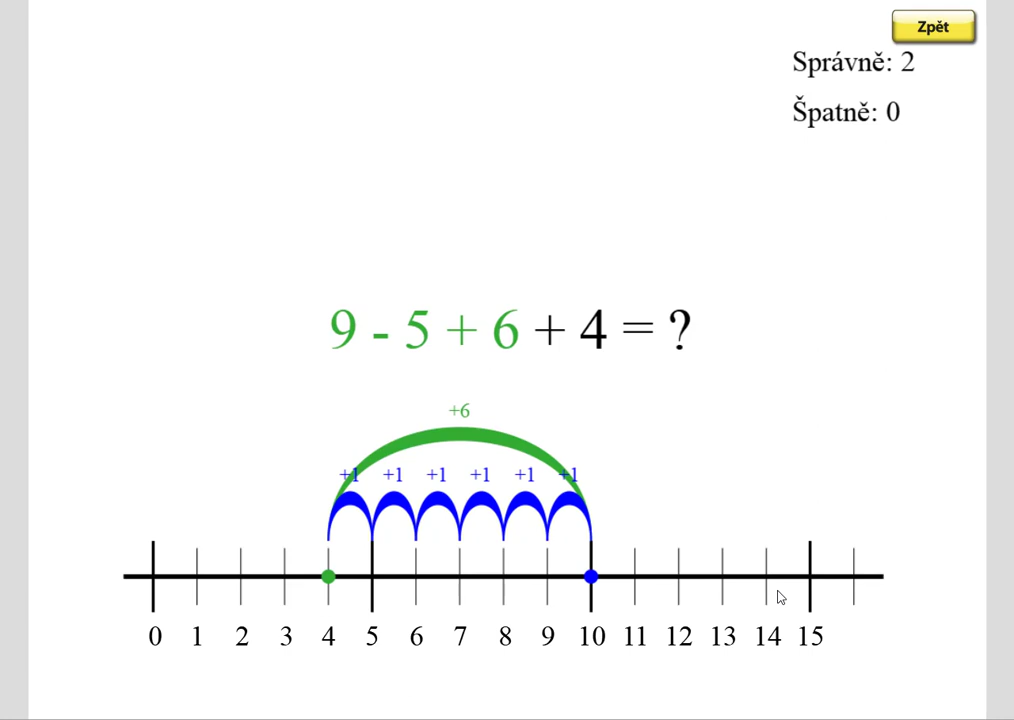 Zpět
Správně: 2
Špatně: 0
9 - 5 + 6 + 4 = ?
+6
+1 +1 +1 +1 +1 +1
0 1 2 3 4 5 6 7 8 9 10 11 12 13 14 15